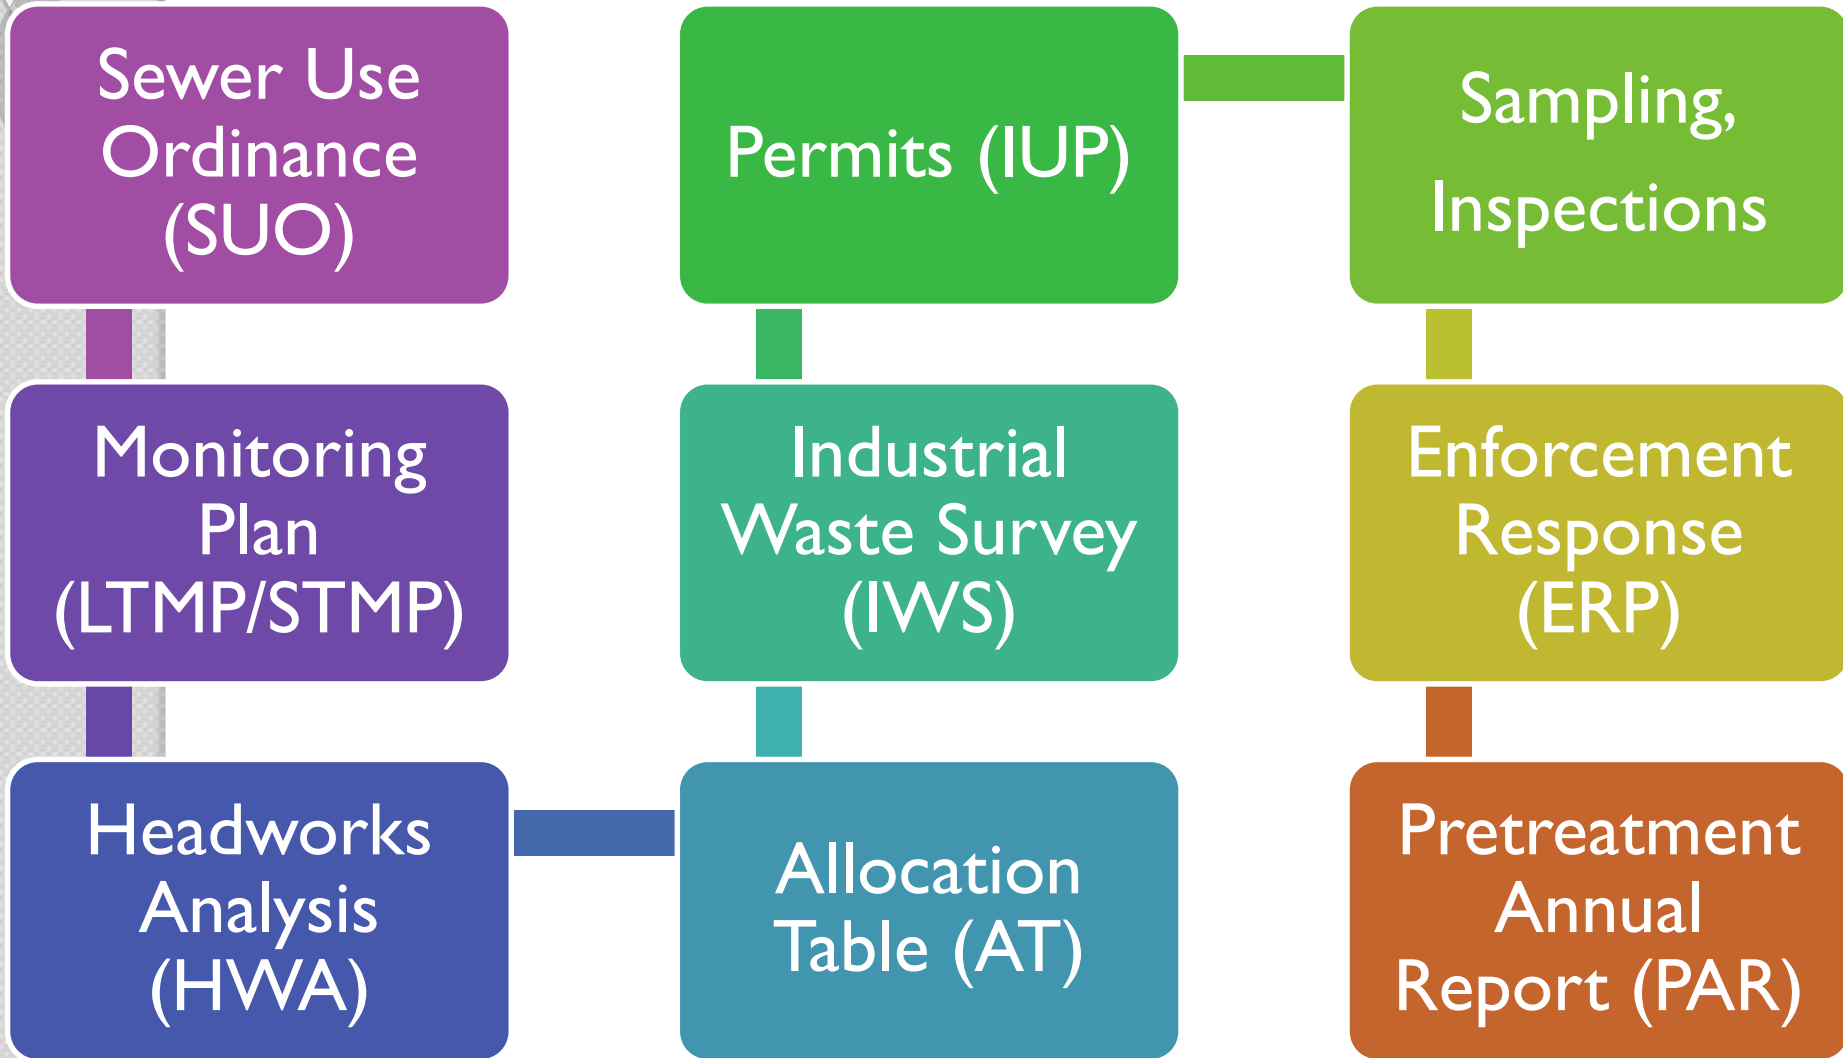 Sewer Use
Ordinance
(SUO)
Monitoring
Plan
(LTMP/STMP)
Headworks
Analysis
(HWA)
Allocation
Table (AT)
Industrial
Waste Survey
(IWS)
Permits (IUP)
Sampling,
Inspections
Enforcement
Response
(ERP)
Pretreatment
Annual
Report (PAR)